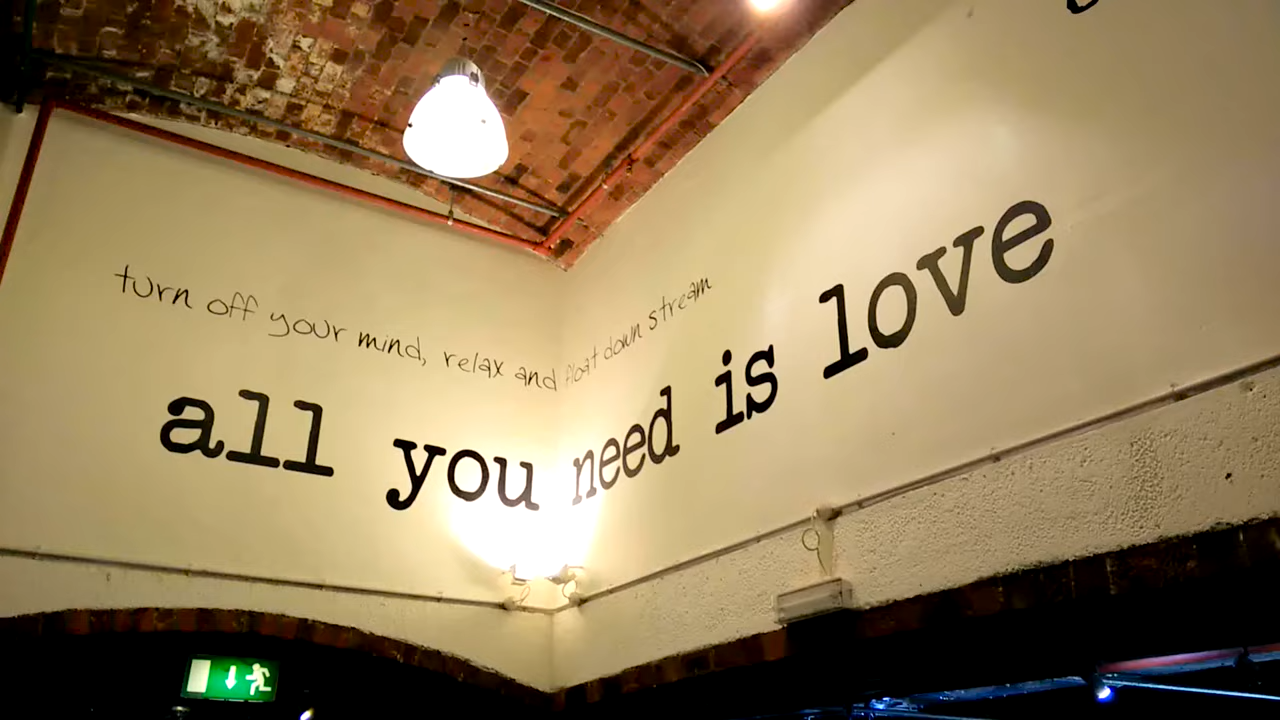 turn off your mind, relax and float down stream
all you need is love